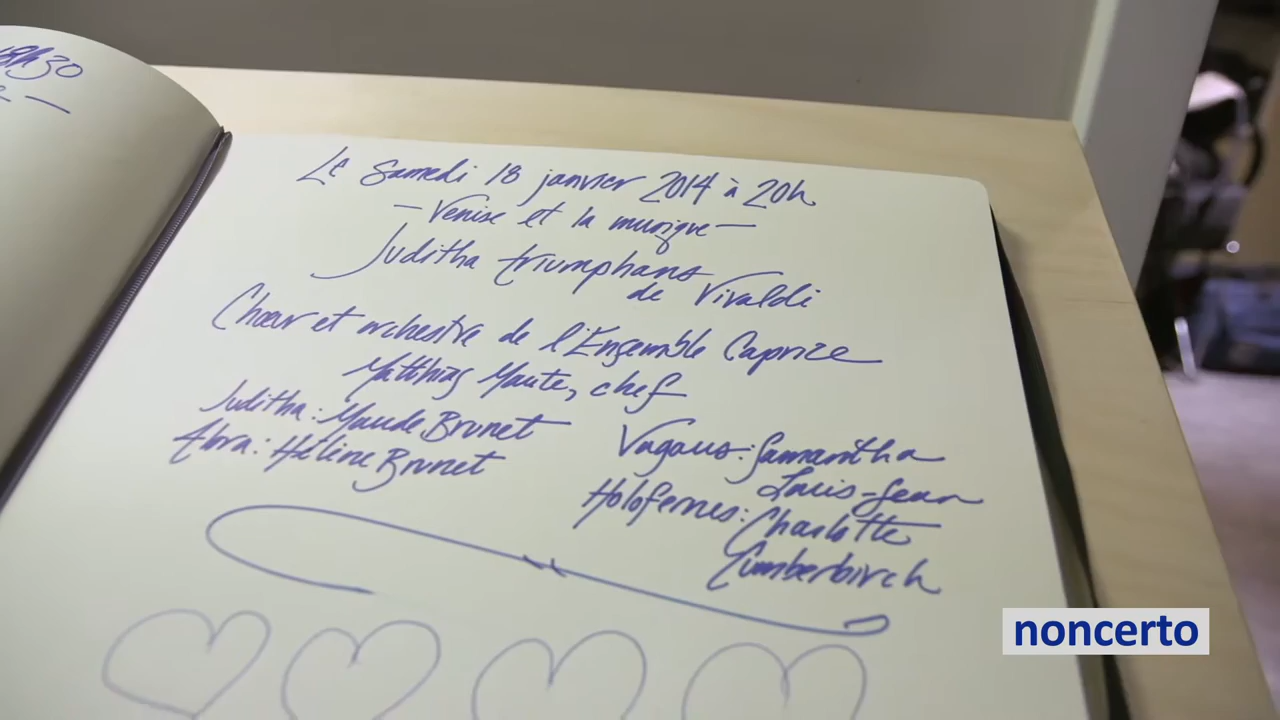 18h30
Le Samedi 18 janvier 2014 à 20h
- Venise et la musique -
Juditha triumphans
de Vivaldi
Chœur et orchestre de l'Ensemble Caprice
Matthias Maute, chef
Juditha: Maude Brunet
Abra: Hélène Brunet
Vagaus: Samantha
Louis-Jean
Holofernes: Charlotte
Cumberbirch
noncerto